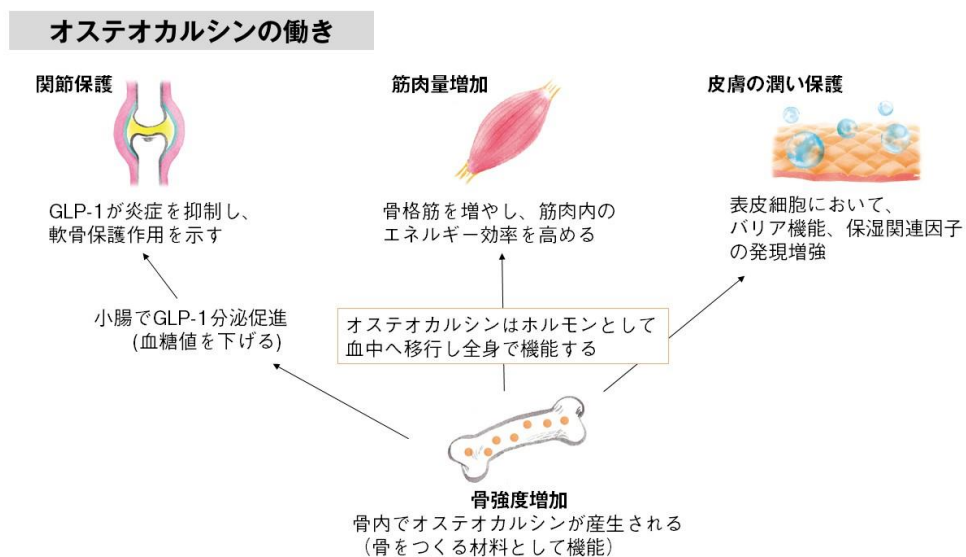 オステオカルシンの働き
関節保護
GLP-1が炎症を抑制し、
軟骨保護作用を示す
小腸でGLP-1分泌促進
(血糖値を下げる)
筋肉量増加
骨格筋を増やし、筋肉内の
エネルギー効率を高める
皮膚の潤い保護
表皮細胞において、
バリア機能、保湿関連因子
の発現増強
オステオカルシンはホルモンとして
血中へ移行し全身で機能する
骨強度増加
骨内でオステオカルシンが産生される
（骨をつくる材料として機能）